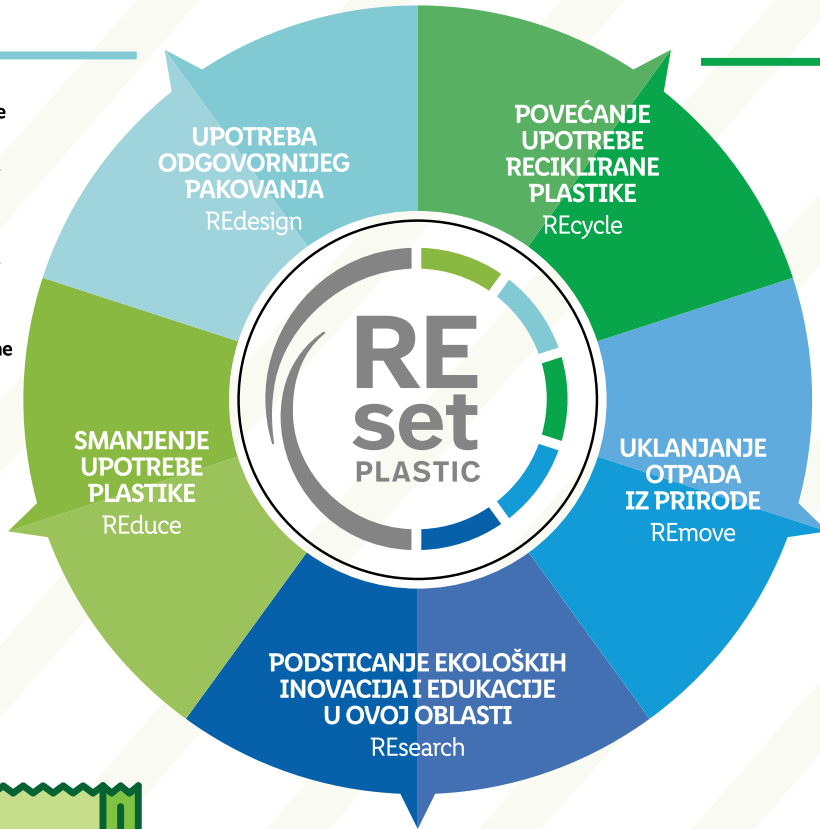 UPOTREBA
ODGOVORNIJEG
PAKOVANJA
REdesign
POVEĆANJE
UPOTREBE
RECIKLIRANE
PLASTIKE
REcycle
RE
set
PLASTIC
SMANJENJE
UPOTREBE
PLASTIKE
REduce
UKLANJANJE
OTPADA
IZ PRIRODE
REmove
PODSTICANJE EKOLOŠKIH
INOVACIJA I EDUKACIJE
U OVOJ OBLASTI
REsearch